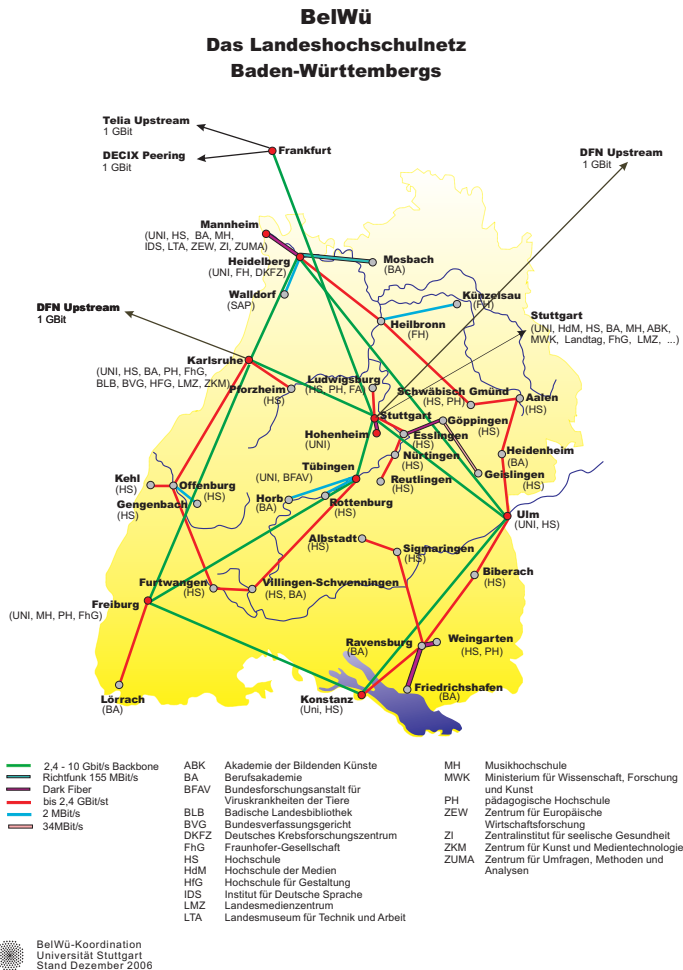 BelWü
Das Landeshochschulnetz
Baden-Württembergs
Telia Upstream
1 GBit
DECIX Peering
1 GBit
Frankfurt
DFN Upstream
1 GBit
Mannheim
(UNI, HS, BA, MH,
IDS, LTA, ZEW, ZI, ZUMA)
Heidelberg
(UNI, FH, DKFZ)
Mosbach
(BA)
Walldorf
(SAP)
Künzelsau
(FH)
DFN Upstream
1 GBit
Heilbronn
(FH)
Stuttgart
(UNI, HdM, HS, BA, MH, ABK,
MWK, Landtag, FhG, LMZ, ...)
Karlsruhe
(UNI, HS, BA, PH, FhG,
BLB, BVG, HFG, LMZ, ZKM)
Pforzheim
(HS)
Ludwigsburg
(HS, PH, FA)
Schwäbisch Gmünd
(HS, PH)
Aalen
(HS)
Stuttgart
Göppingen
(HS)
Hohenheim
(UNI)
Esslingen
(HS)
Nürtingen
(HS)
Heidenheim
(BA)
Tübingen
(UNI, BFAV)
Reutlingen
(HS)
Geislingen
(HS)
Kehl
(HS)
Offenburg
(HS)
Gengenbach
(HS)
Horb
(BA)
Rottenburg
(HS)
Ulm
(UNI, HS)
Albstadt
(HS)
Sigmaringen
(HS)
Biberach
(HS)
Furtwangen
(HS)
Villingen-Schwenningen
(HS, BA)
Freiburg
(UNI, MH, PH, FhG)
Ravensburg
(BA)
Weingarten
(HS, PH)
Lörrach
(BA)
Konstanz
(Uni, HS)
Friedrichshafen
(BA)
2,4 - 10 Gbit/s Backbone
Richtfunk 155 MBit/s
Dark Fiber
bis 2,4 GBit/st
2 MBit/s
34MBit/s
ABK Akademie der Bildenden Künste
BA Berufsakademie
BFAV Bundesforschungsanstalt für
Viruskrankheiten der Tiere
BLB Badische Landesbibliothek
BVG Bundesverfassungsgericht
DKFZ Deutsches Krebsforschungszentrum
FhG Fraunhofer-Gesellschaft
HS Hochschule
HdM Hochschule der Medien
HfG Hochschule für Gestaltung
IDS Institut für Deutsche Sprache
LMZ Landesmedienzentrum
LTA Landesmuseum für Technik und Arbeit
MH Musikhochschule
MWK Ministerium für Wissenschaft, Forschung
und Kunst
PH pädagogische Hochschule
ZEW Zentrum für Europäische
Wirtschaftsforschung
ZI Zentralinstitut für seelische Gesundheit
ZKM Zentrum für Kunst und Medientechnologie
ZUMA Zentrum für Umfragen, Methoden und
Analysen
BelWü-Koordination
Universität Stuttgart
Stand Dezember 2006